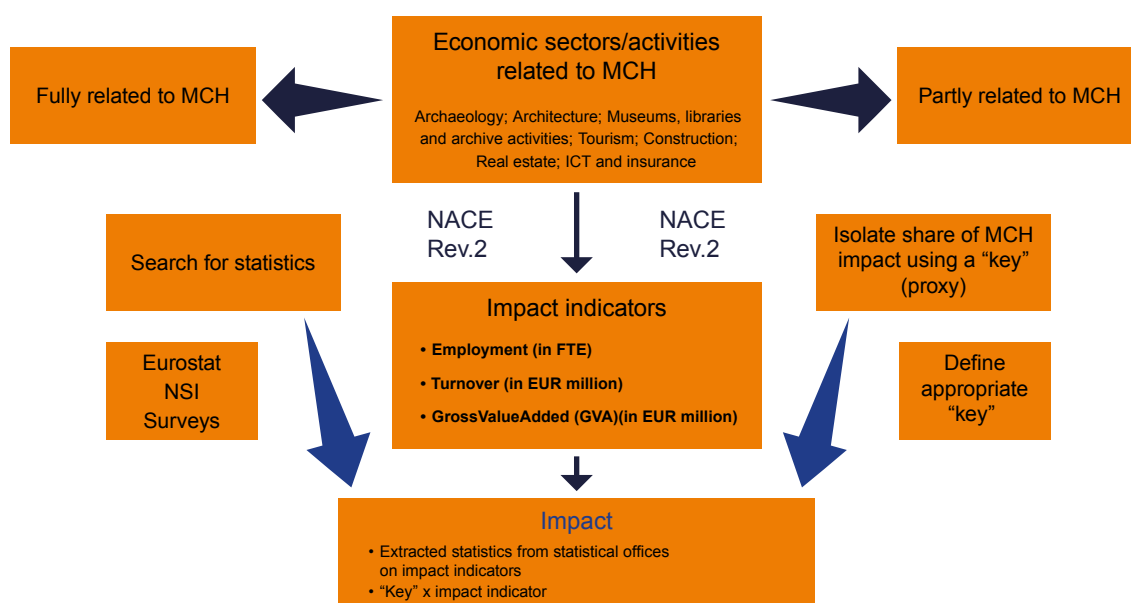 Economic sectors/activities
related to MCH
Archaeology; Architecture; Museums, libraries
and archive activities; Tourism; Construction;
Real estate; ICT and insurance
Fully related to MCH
Partly related to MCH
NACE
Rev.2
NACE
Rev.2
Search for statistics
Isolate share of MCH
impact using a “key”
(proxy)
Impact indicators
• Employment (in FTE)
• Turnover (in EUR million)
• GrossValueAdded (GVA)(in EUR million)
Eurostat
NSI
Surveys
Define
appropriate
“key”
Impact
• Extracted statistics from statistical offices
on impact indicators
• “Key” x impact indicator